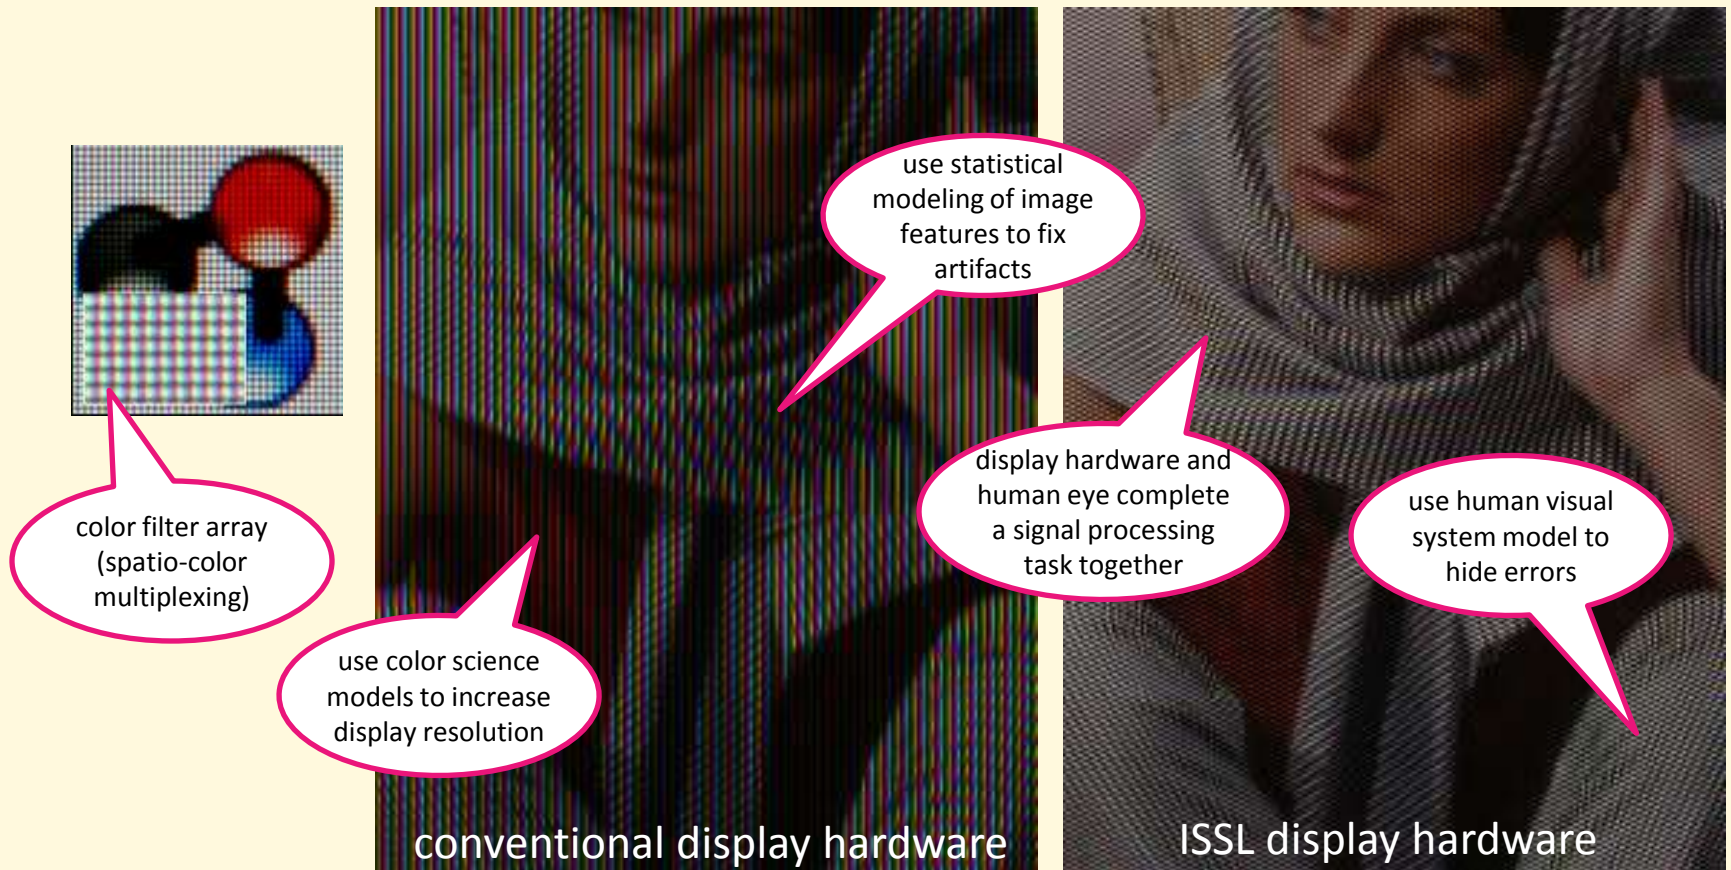 color filter array
(spatio-color
multiplexing)
use color science
models to increase
display resolution
use statistical
modeling of image
features to fix
artifacts
display hardware and
human eye complete
a signal processing
task together
use human visual
system model to
hide errors
conventional display hardware
ISSL display hardware